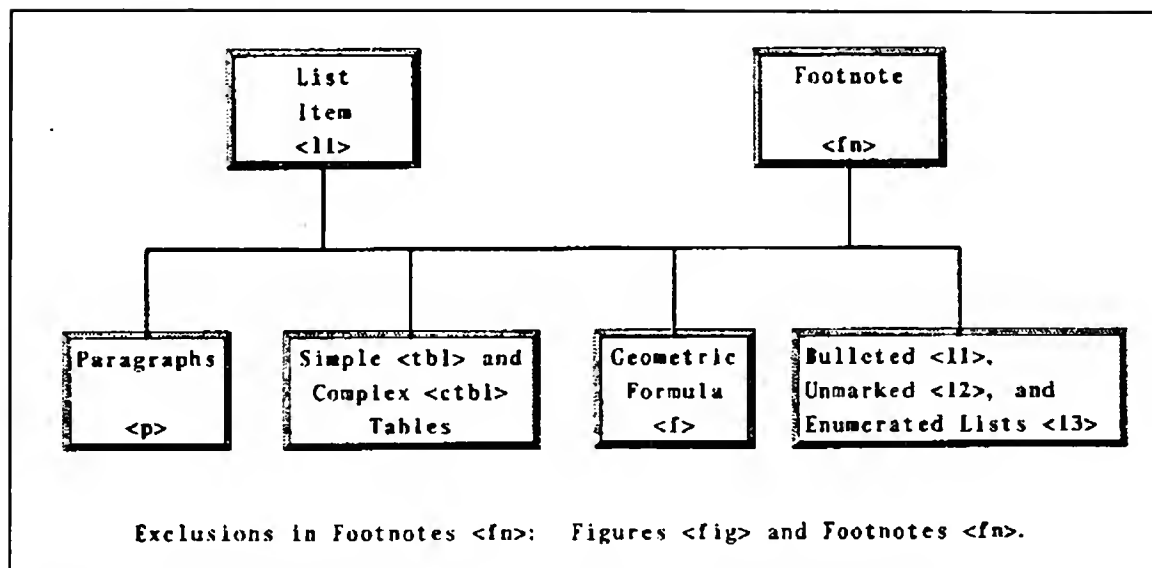 List
Item
<li>
Footnote
<fn>
Paragraphs
<p>
Simple <tbl> and
Complex <ctbl>
Tables
Geometric
Formula
<f>
Bulleted <l1>,
Unmarked <l2>, and
Enumerated Lists <l3>
Exclusions in Footnotes <fn>: Figures <fig> and Footnotes <fn>.